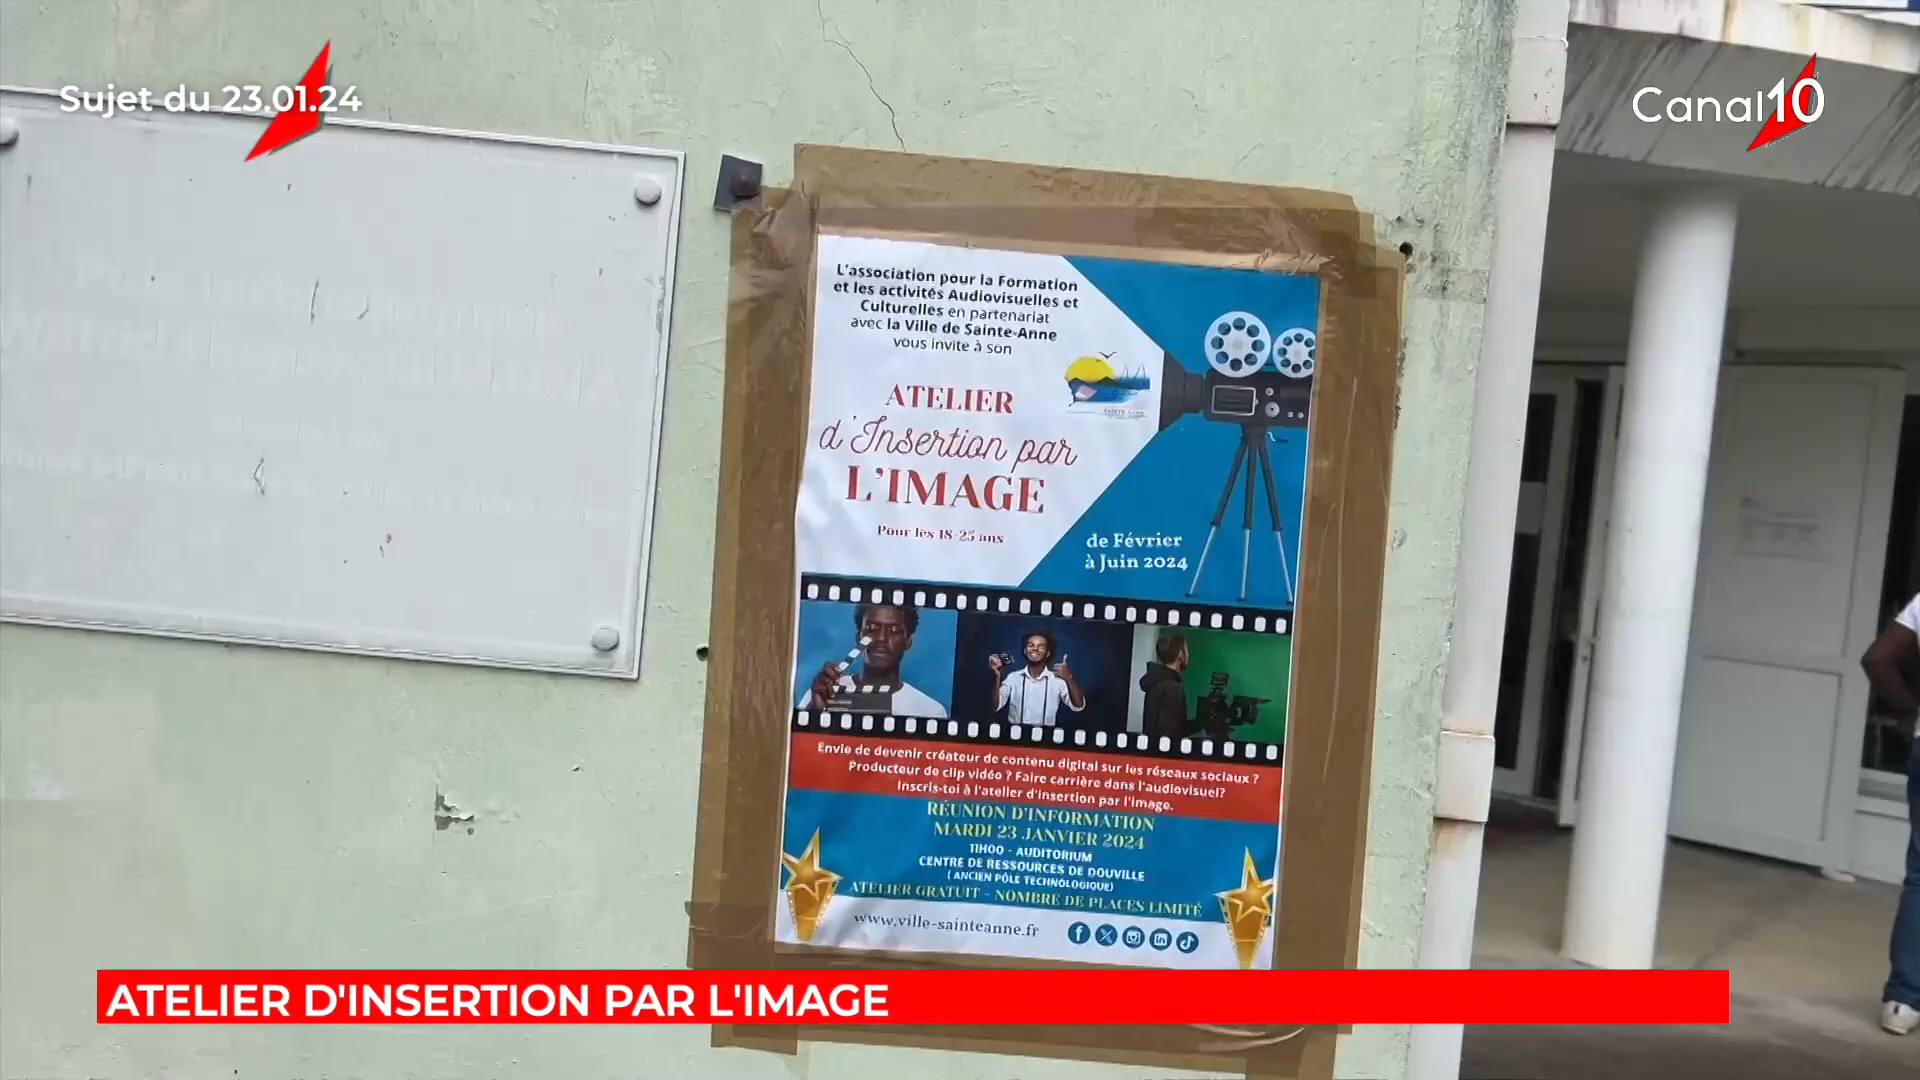 Sujet du 23.01.24
Canal10
L'association pour la Formation
et les activités Audiovisuelles et
Culturelles en partenariat
avec la Ville de Sainte-Anne
vous invite à son
ATELIER
d'Insertion par
L'IMAGE
Pour les 18-25 ans
de Février
à Juin 2024
Envie de devenir créateur de contenu digital sur les réseaux sociaux ?
Producteur de clip vidéo ? Faire carrière dans l'audiovisuel?
Inscris-toi à l'atelier d'insertion par l'image.
RÉUNION D'INFORMATION
MARDI 23 JANVIER 2024
11H00 - AUDITORIUM
CENTRE DE RESSOURCES DE DOUVILLE
( ANCIEN PÔLE TECHNOLOGIQUE)
ATELIER GRATUIT - NOMBRE DE PLACES LIMITÉ
www.ville-sainteanne.fr
ATELIER D'INSERTION PAR L'IMAGE